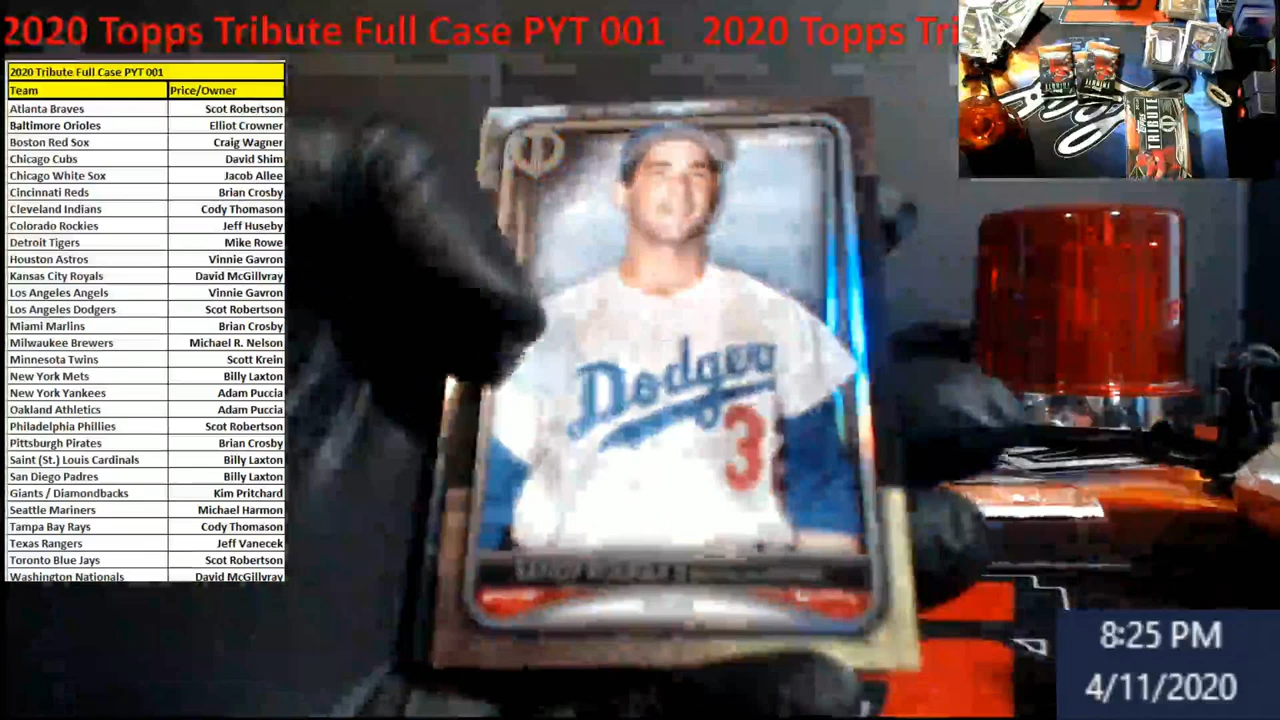 2020 Topps Tribute Full Case PYT 001 2020 Topps Tri
2020 Tribute Full Case PYT 001
Team Price/Owner
Atlanta Braves Scot Robertson
Baltimore Orioles Elliot Crowner
Boston Red Sox Craig Wagner
Chicago Cubs David Shim
Chicago White Sox Jacob Allee
Cincinnati Reds Brian Crosby
Cleveland Indians Cody Thomason
Colorado Rockies Jeff Huseby
Detroit Tigers Mike Rowe
Houston Astros Vinnie Gavron
Kansas City Royals David McGillvray
Los Angeles Angels Vinnie Gavron
Los Angeles Dodgers Scot Robertson
Miami Marlins Brian Crosby
Milwaukee Brewers Michael R. Nelson
Minnesota Twins Scott Krein
New York Mets Billy Laxton
New York Yankees Adam Puccia
Oakland Athletics Adam Puccia
Philadelphia Phillies Scot Robertson
Pittsburgh Pirates Brian Crosby
Saint (St.) Louis Cardinals Billy Laxton
San Diego Padres Billy Laxton
Giants / Diamondbacks Kim Pritchard
Seattle Mariners Michael Harmon
Tampa Bay Rays Cody Thomason
Texas Rangers Jeff Vanecek
Toronto Blue Jays Scot Robertson
Washington Nationals David McGillvray
Dodgers
3
TRIBUTE
8:25 PM
4/11/2020